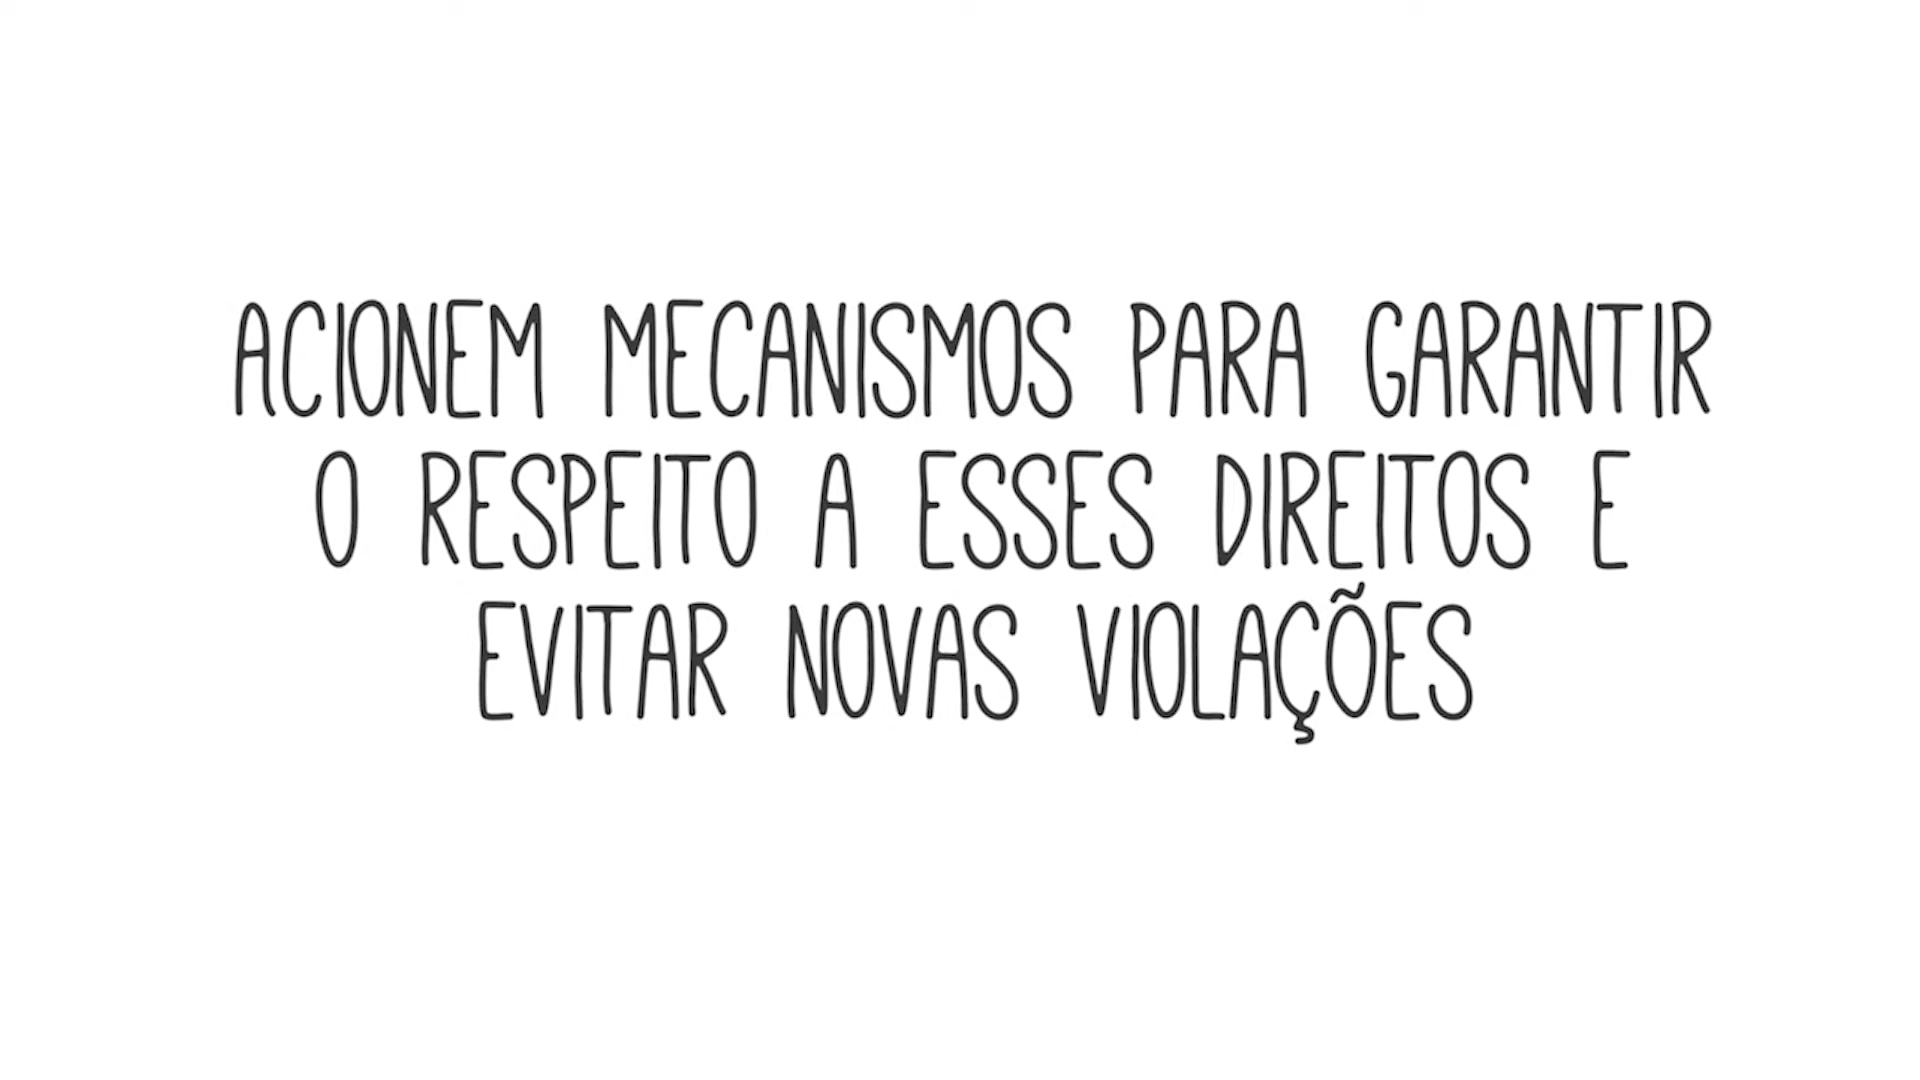 ACIONEM MECANISMOS PARA GARANTIR
O RESPEITO A ESSES DIREITOS E
EVITAR NOVAS VIOLAÇÕES